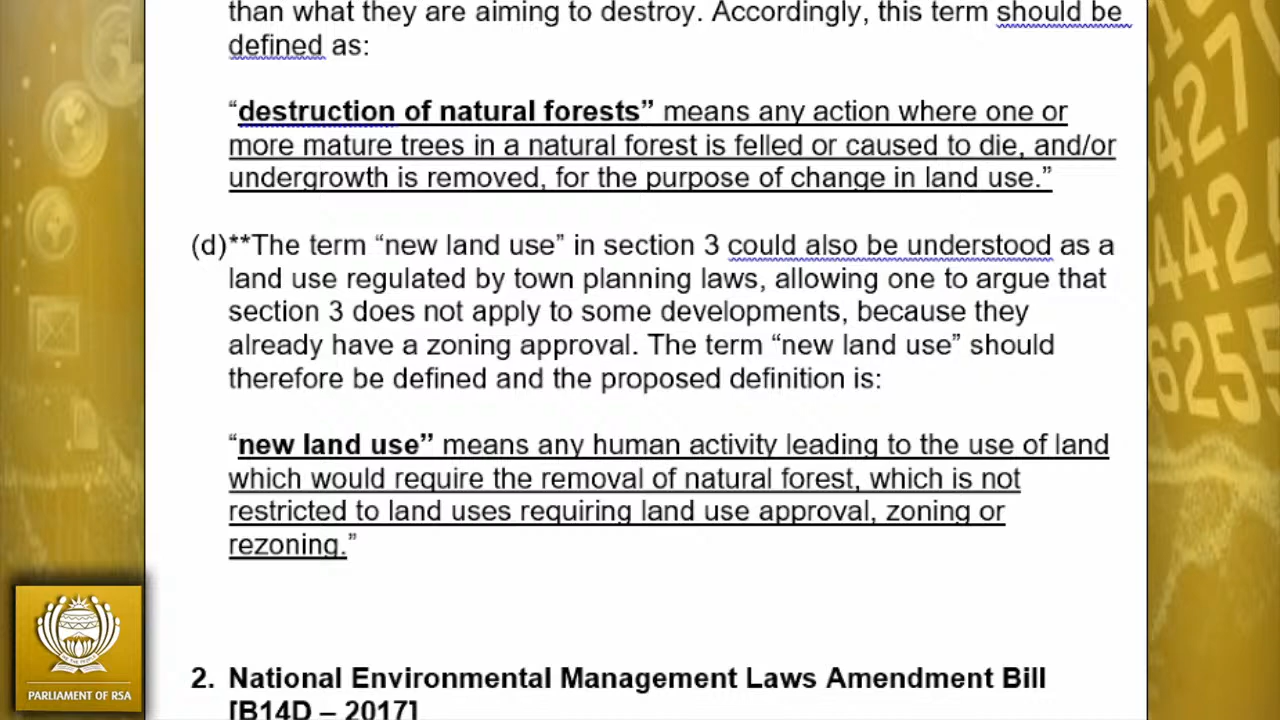 than what they are aiming to destroy. Accordingly, this term should be
defined as:
“destruction of natural forests” means any action where one or
more mature trees in a natural forest is felled or caused to die, and/or
undergrowth is removed, for the purpose of change in land use.”
(d)**The term “new land use” in section 3 could also be understood as a
land use regulated by town planning laws, allowing one to argue that
section 3 does not apply to some developments, because they
already have a zoning approval. The term “new land use” should
therefore be defined and the proposed definition is:
“new land use” means any human activity leading to the use of land
which would require the removal of natural forest, which is not
restricted to land uses requiring land use approval, zoning or
rezoning.”
PARLIAMENT OF RSA
2. National Environmental Management Laws Amendment Bill
[B14D – 2017]